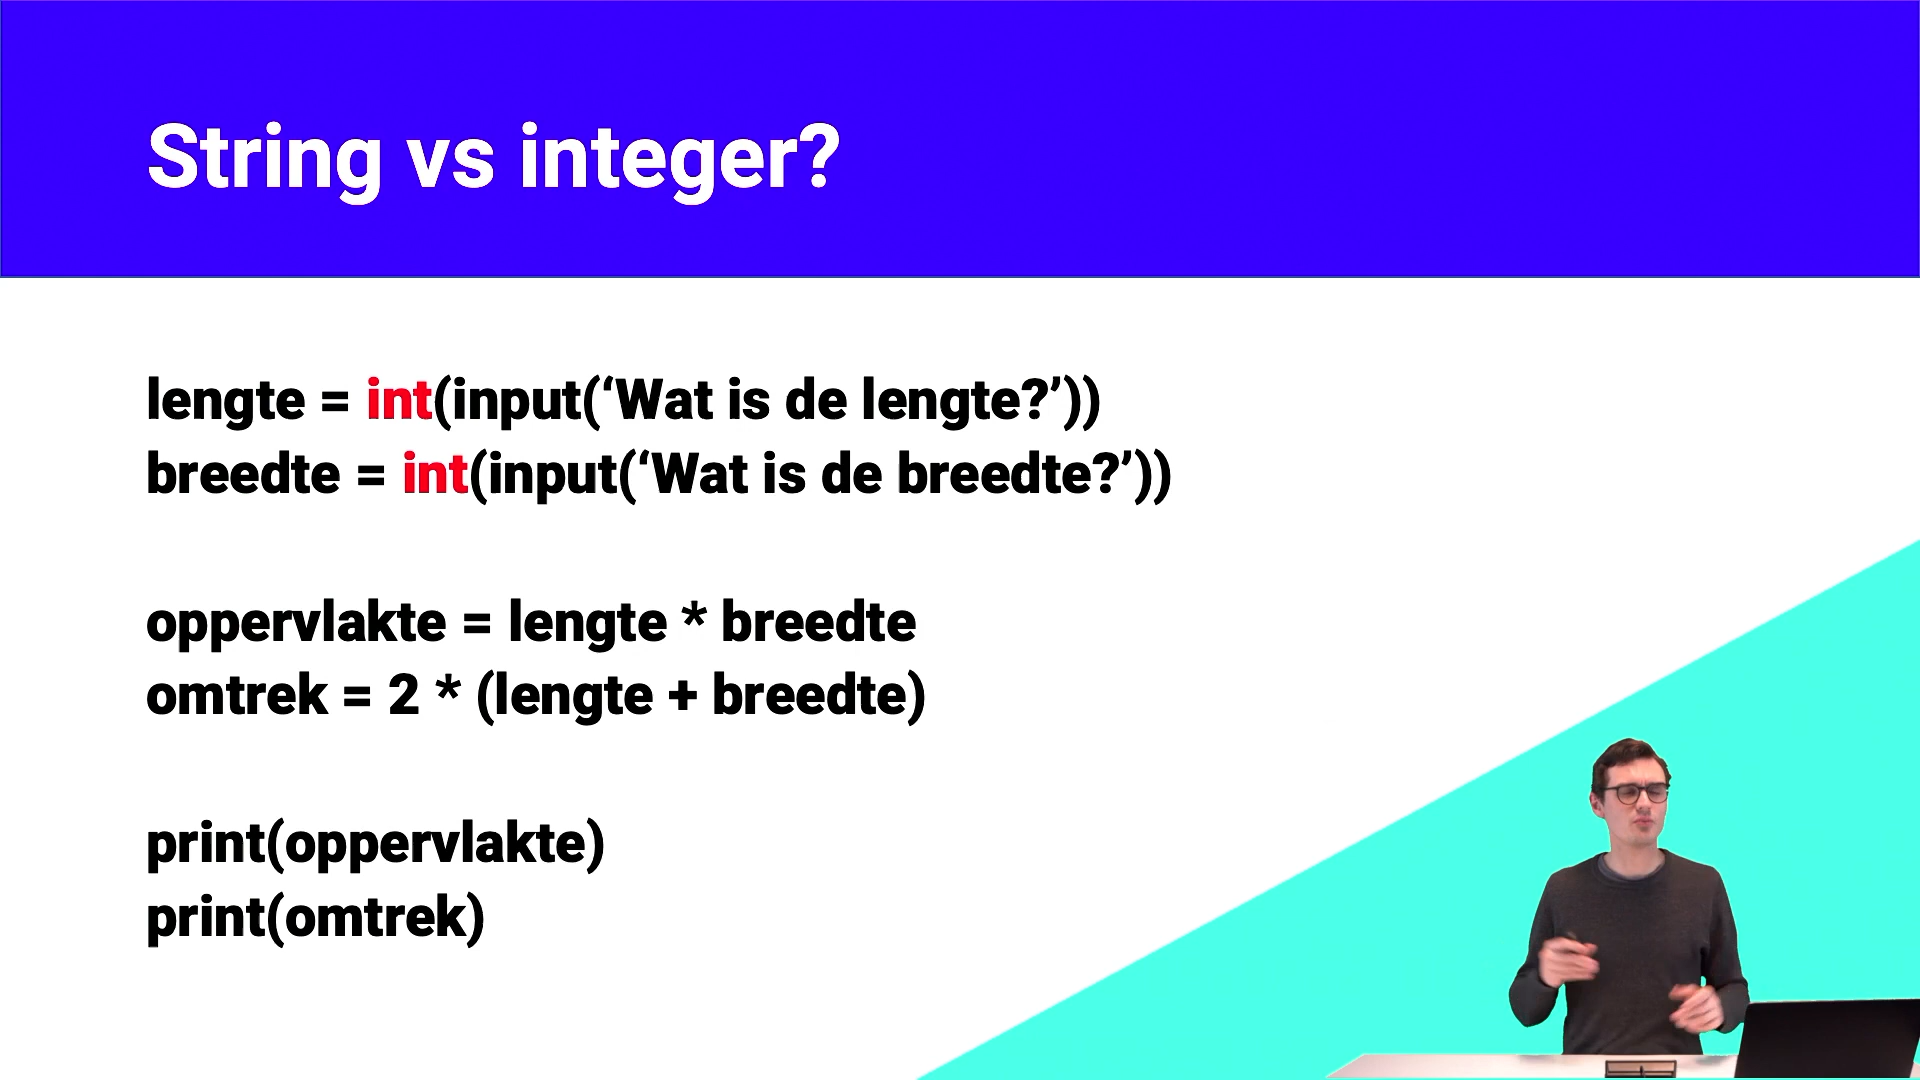 String vs integer?
lengte = int(input(‘Wat is de lengte?’))
breedte = int(input(‘Wat is de breedte?’))
oppervlakte = lengte * breedte
omtrek = 2 * (lengte + breedte)
print(oppervlakte)
print(omtrek)